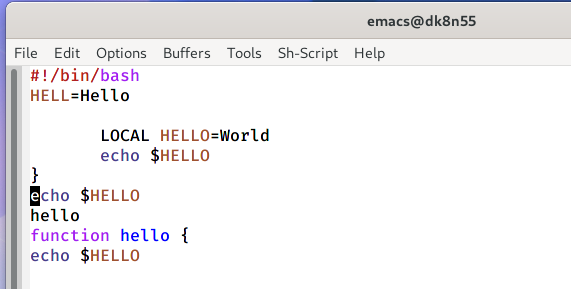 emacs@dk8n55
File Edit Options Buffers Tools Sh-Script Help
#!/bin/bash
HELL=Hello
LOCAL HELLO=World
echo $HELLO
}
echo $HELLO
hello
function hello {
echo $HELLO